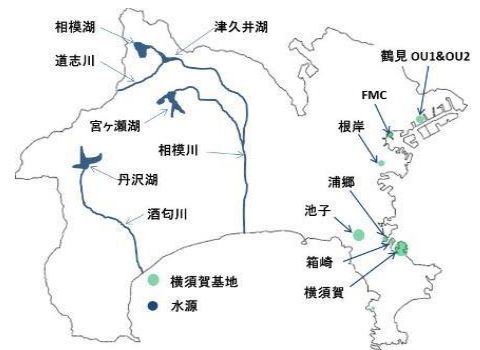 相模湖
津久井湖
道志川
鶴見 OU1&OU2
FMC
宮ヶ瀬湖
根岸
相模川
丹沢湖
浦郷
池子
酒匂川
箱崎
横須賀
横須賀基地
水源